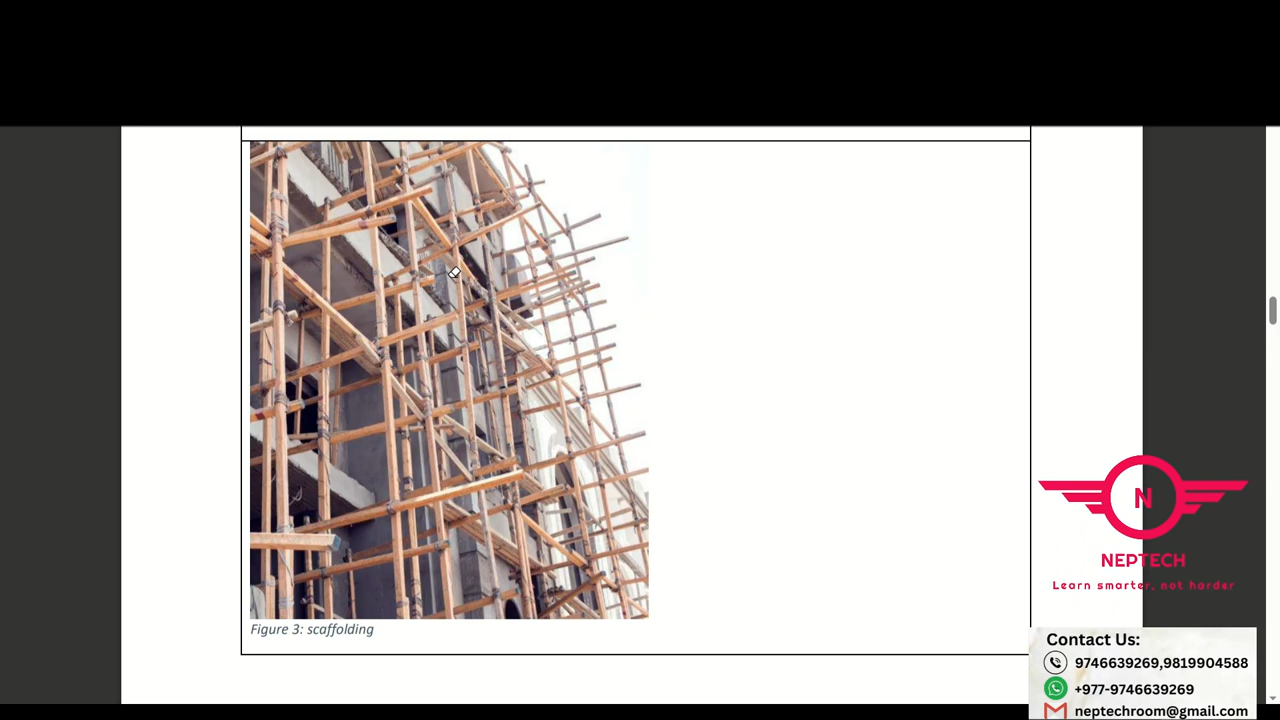 Figure 3: scaffolding
N
NEPTECH
Learn smarter, not harder
Contact Us:
9746639269,9819904588
+977-9746639269
neptechroom@gmail.com